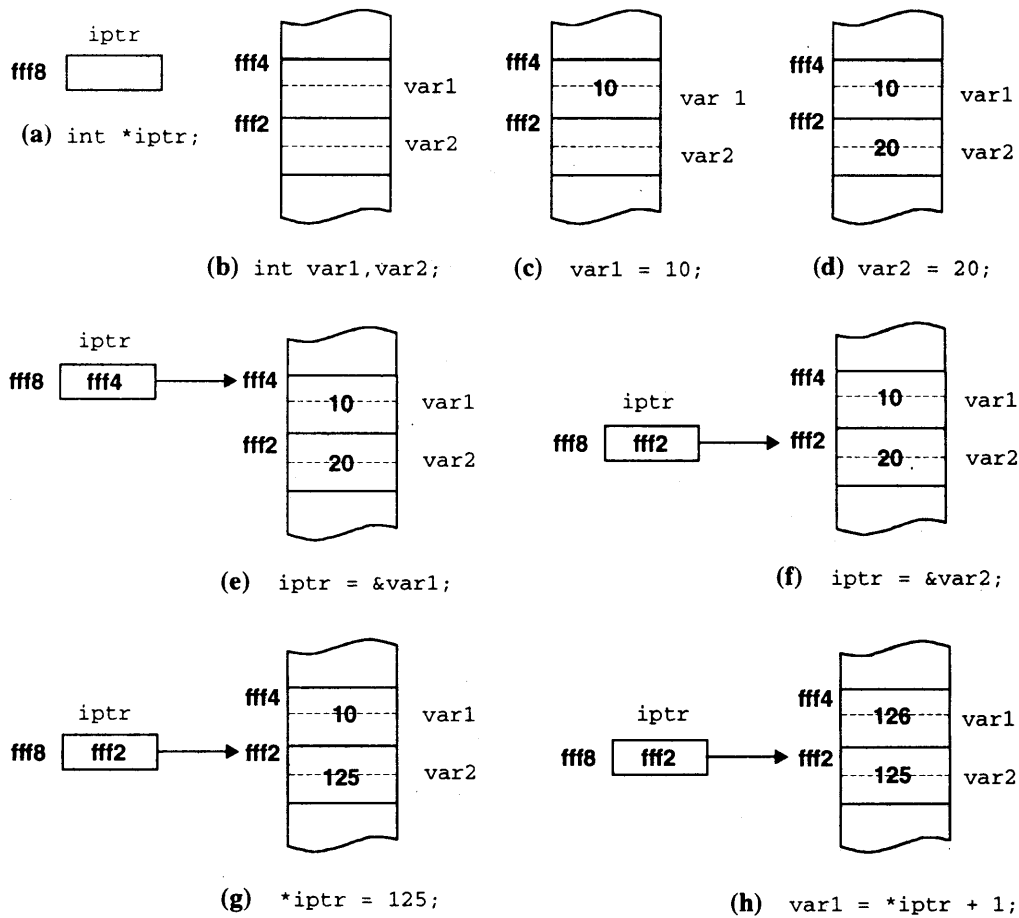 iptr
fff8
(a) int *iptr;
fff4
var1
fff2
var2
(b) int var1,var2;
fff4
10
var 1
fff2
var2
(c) var1 = 10;
fff4
10
var1
fff2
20
var2
(d) var2 = 20;
iptr
fff8 fff4
fff4
10
var1
fff2
20
var2
(e) iptr = &var1;
iptr
fff8 fff2
fff4
10
var1
fff2
20
var2
(f) iptr = &var2;
iptr
fff8 fff2
fff4
10
var1
fff2
125
var2
(g) *iptr = 125;
iptr
fff8 fff2
fff4
126
var1
fff2
125
var2
(h) var1 = *iptr + 1;